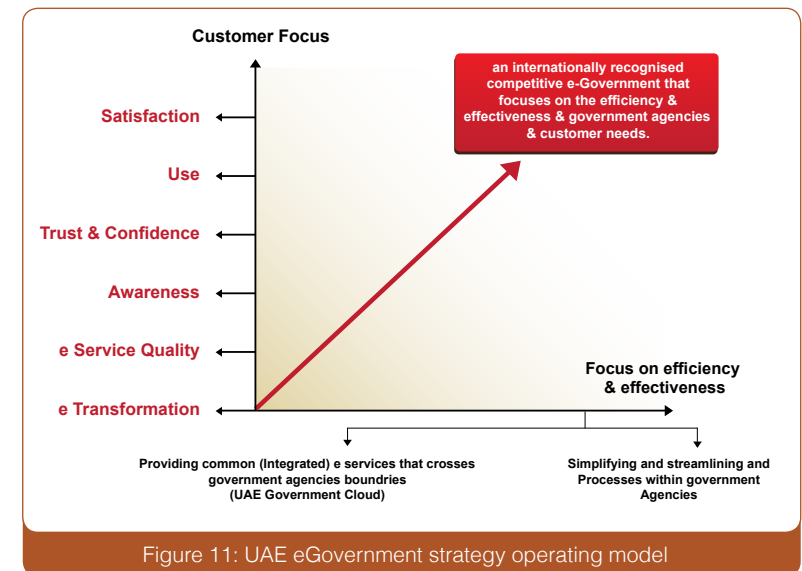 Customer Focus
an internationally recognised
competitive e-Government that
focuses on the efficiency &
effectiveness & government agencies
& customer needs.
Satisfaction
Use
Trust & Confidence
Awareness
e Service Quality
e Transformation
Focus on efficiency
& effectiveness
Providing common (Integrated) e services that crosses
government agencies boundries
(UAE Government Cloud)
Simplifying and streamlining and
Processes within government
Agencies
Figure 11: UAE eGovernment strategy operating model